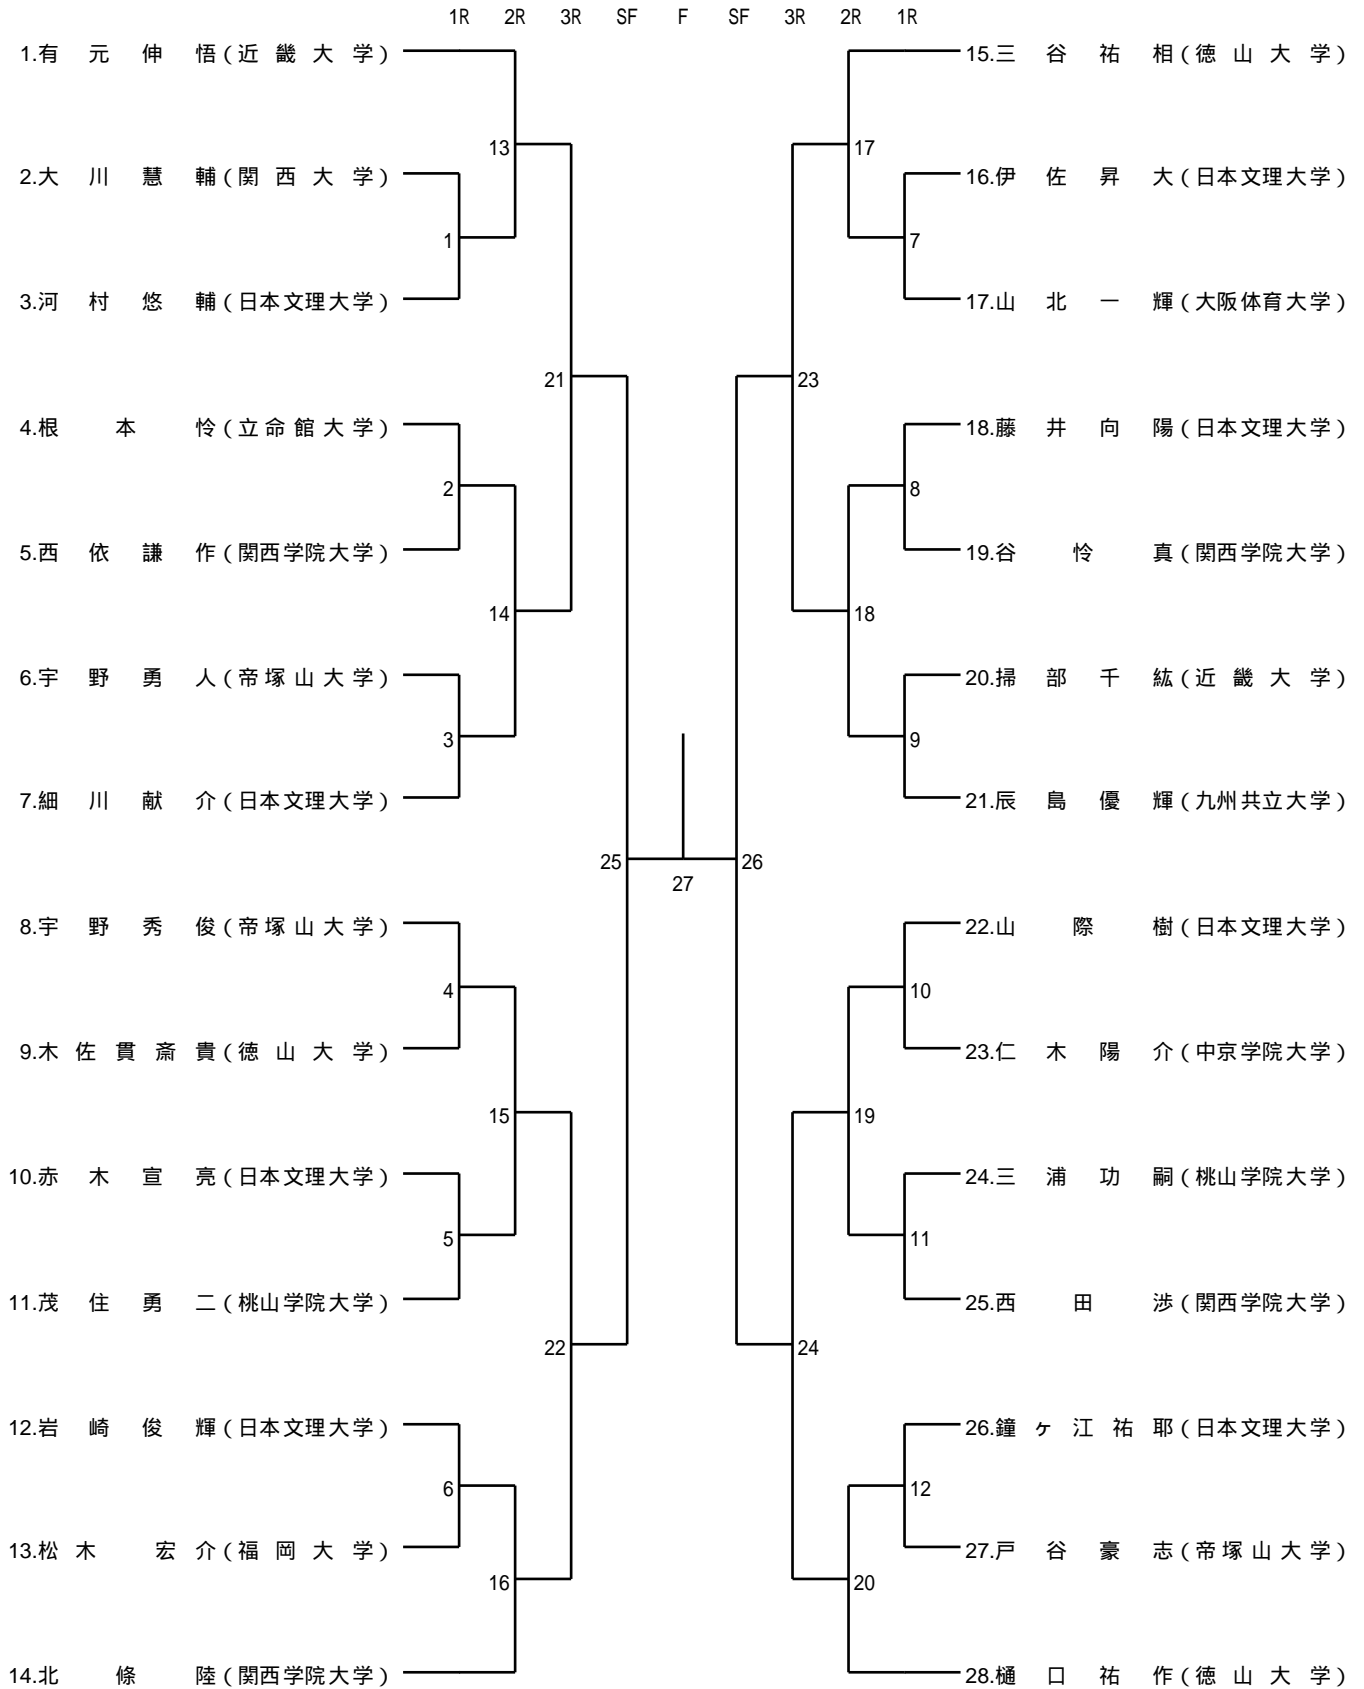 1R 2R 3R SF F SF 3R 2R 1R
1.有元伸悟(近畿大学)
2.大川慧輔(関西大学)
3.河村悠輔(日本文理大学)
4.根本怜(立命館大学)
5.西依謙作(関西学院大学)
6.宇野勇人(帝塚山大学)
7.細川献介(日本文理大学)
8.宇野秀俊(帝塚山大学)
9.木佐貫斎貴(徳山大学)
10.赤木宣亮(日本文理大学)
11.茂住勇二(桃山学院大学)
12.岩崎俊輝(日本文理大学)
13.松木宏介(福岡大学)
14.北條陸(関西学院大学)
13
1
21
2
14
3
25
4
15
5
22
6
16
27
15.三谷祐相(徳山大学)
16.伊佐昇大(日本文理大学)
17.山北一輝(大阪体育大学)
18.藤井向陽(日本文理大学)
19.谷怜真(関西学院大学)
20.掃部千紘(近畿大学)
21.辰島優輝(九州共立大学)
22.山際樹(日本文理大学)
23.仁木陽介(中京学院大学)
24.三浦功嗣(桃山学院大学)
25.西田渉(関西学院大学)
26.鐘ヶ江祐耶(日本文理大学)
27.戸谷豪志(帝塚山大学)
28.樋口祐作(徳山大学)
17
7
23
8
18
9
26
10
19
11
24
12
20